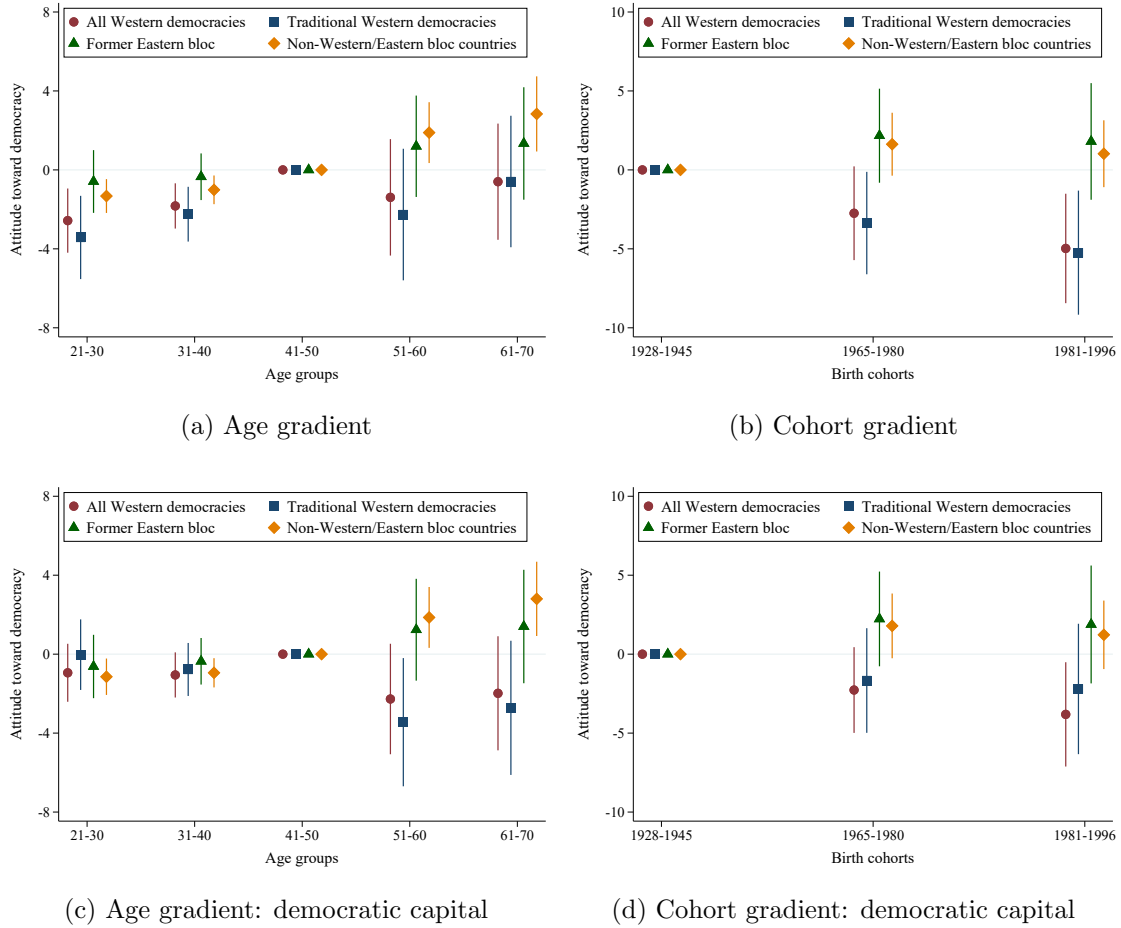 All Western democracies
Traditional Western democracies
Former Eastern bloc
Non-Western/Eastern bloc countries
8
4
0
-4
-8
Attitude toward democracy
21-30 31-40 41-50 51-60 61-70
Age groups
(a) Age gradient
All Western democracies
Traditional Western democracies
Former Eastern bloc
Non-Western/Eastern bloc countries
10
5
0
-5
-10
Attitude toward democracy
1928-1945 1965-1980 1981-1996
Birth cohorts
(b) Cohort gradient
All Western democracies
Traditional Western democracies
Former Eastern bloc
Non-Western/Eastern bloc countries
8
4
0
-4
-8
Attitude toward democracy
21-30 31-40 41-50 51-60 61-70
Age groups
(c) Age gradient: democratic capital
All Western democracies
Traditional Western democracies
Former Eastern bloc
Non-Western/Eastern bloc countries
10
5
0
-5
-10
Attitude toward democracy
1928-1945 1965-1980 1981-1996
Birth cohorts
(d) Cohort gradient: democratic capital